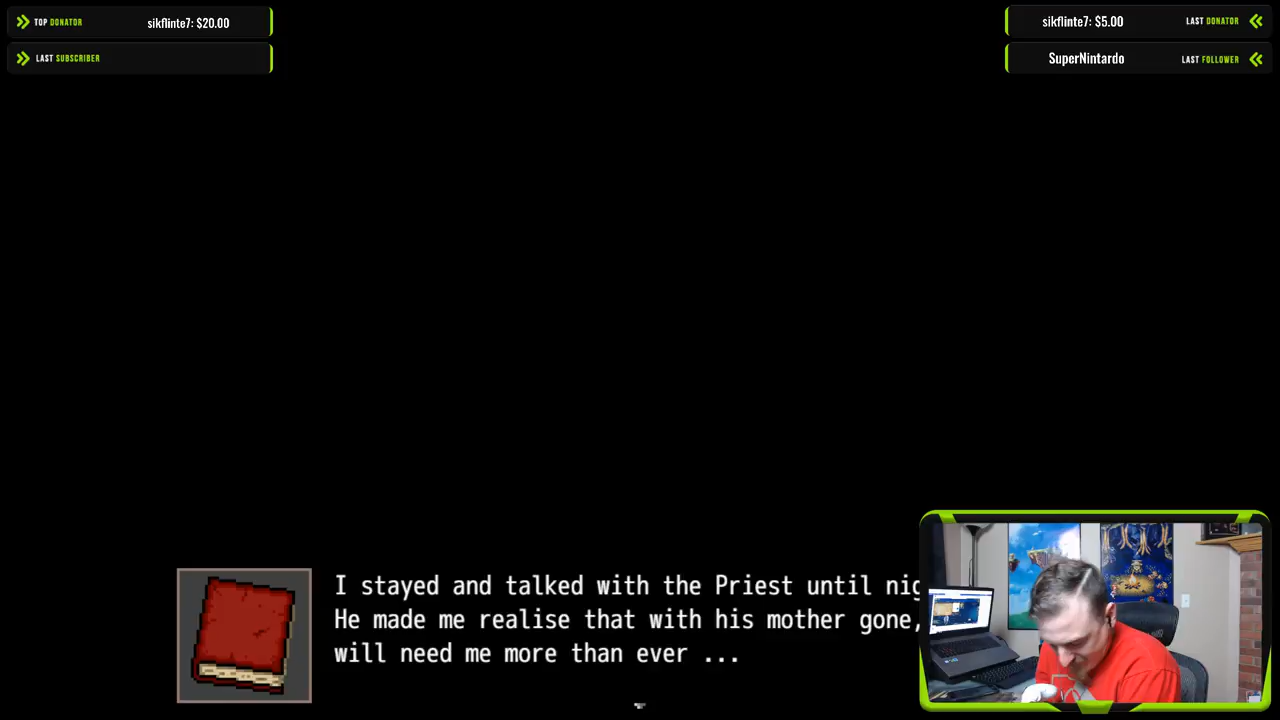 TOP DONATOR
sikflinte7: $20.00
LAST SUBSCRIBER
sikflinte7: $5.00
LAST DONATOR
SuperNintardo
LAST FOLLOWER
I stayed and talked with the Priest until
He made me realise that with his mother gone,
will need me more than ever ...